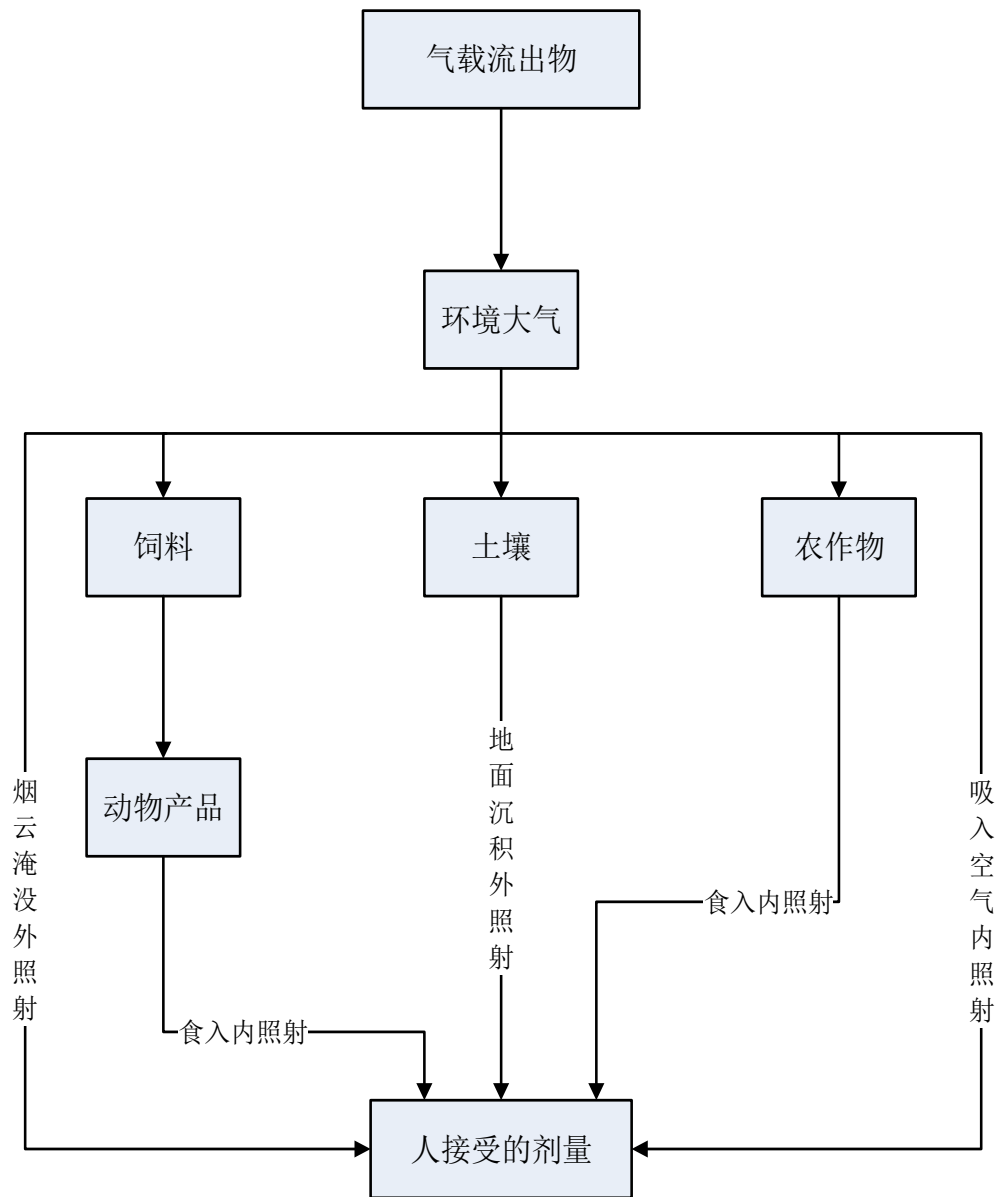 气载流出物
环境大气
饲料
土壤
农作物
地面沉积外照射
动物产品
烟云淹没外照射
吸入空气内照射
食入内照射
食入内照射
人接受的剂量